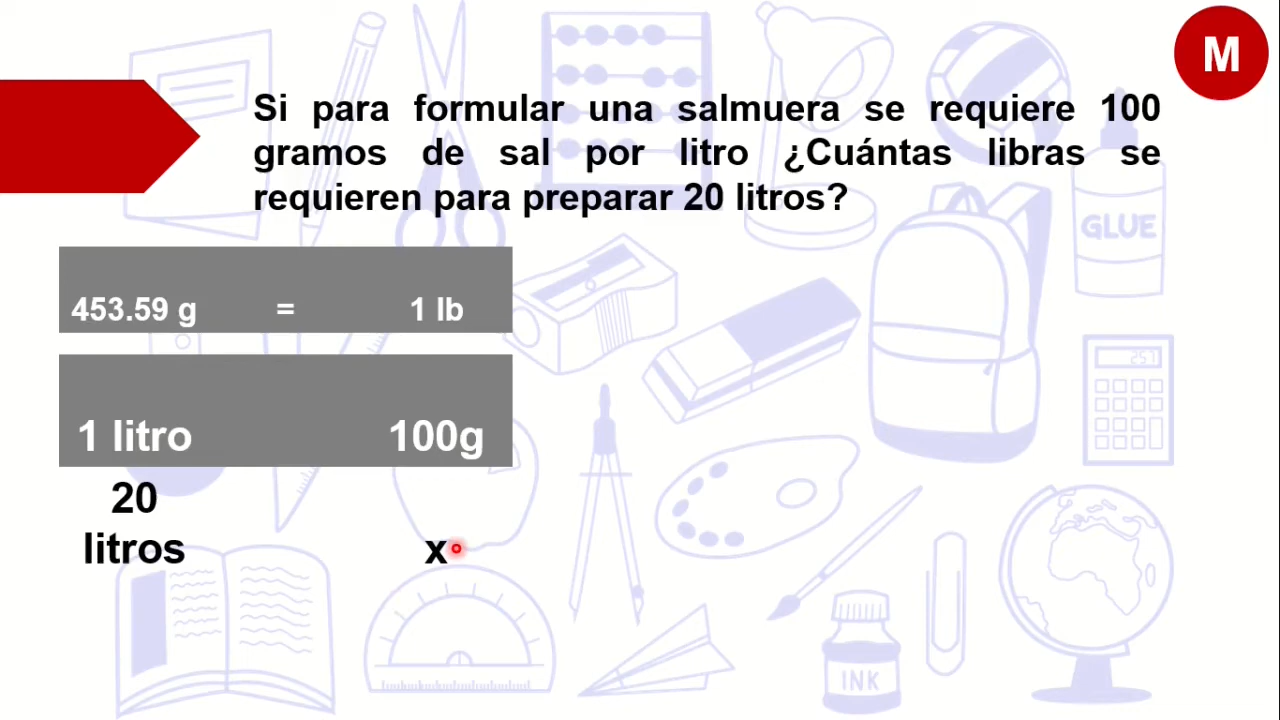 M
Si para formular una salmuera se requiere 100
gramos de sal por litro ¿Cuántas libras se
requieren para preparar 20 litros?
GLUE
453.59 g = 1 lb
257
1 litro 100g
20
litros x
INK